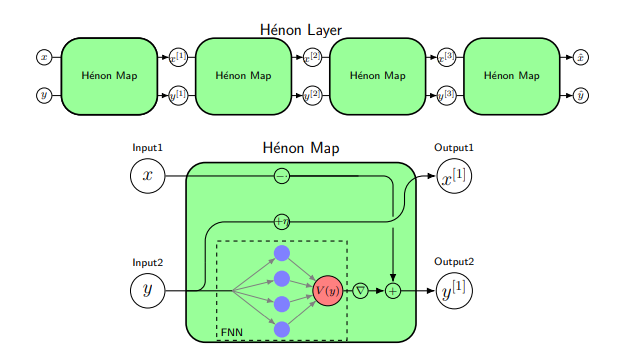 Hénon Layer
x x^[1] x^[2] x^[3] x̃
Hénon Map Hénon Map Hénon Map Hénon Map
y y^[1] y^[2] y^[3] ỹ
Hénon Map
Input1 Output1
x −· x^[1]
+η
Input2 Output2
y V(y) ∇ + y^[1]
FNN